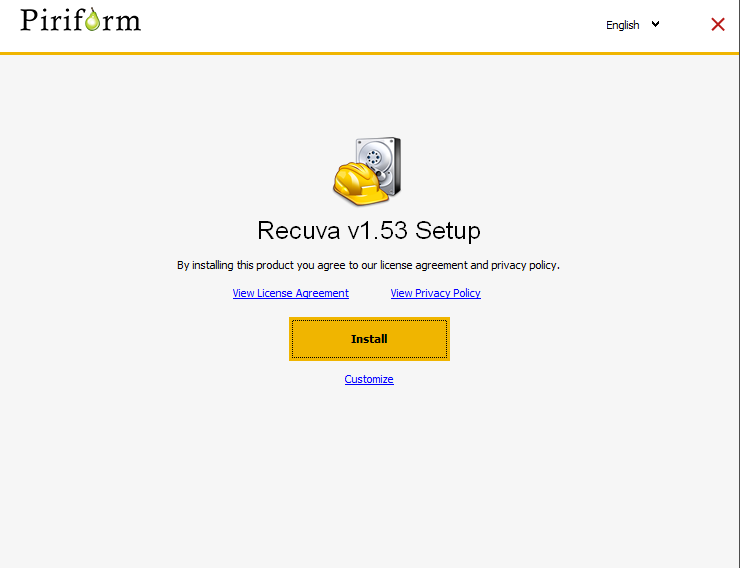 Piriform
English
Recuva v1.53 Setup
By installing this product you agree to our license agreement and privacy policy.
View License Agreement View Privacy Policy
Install
Customize